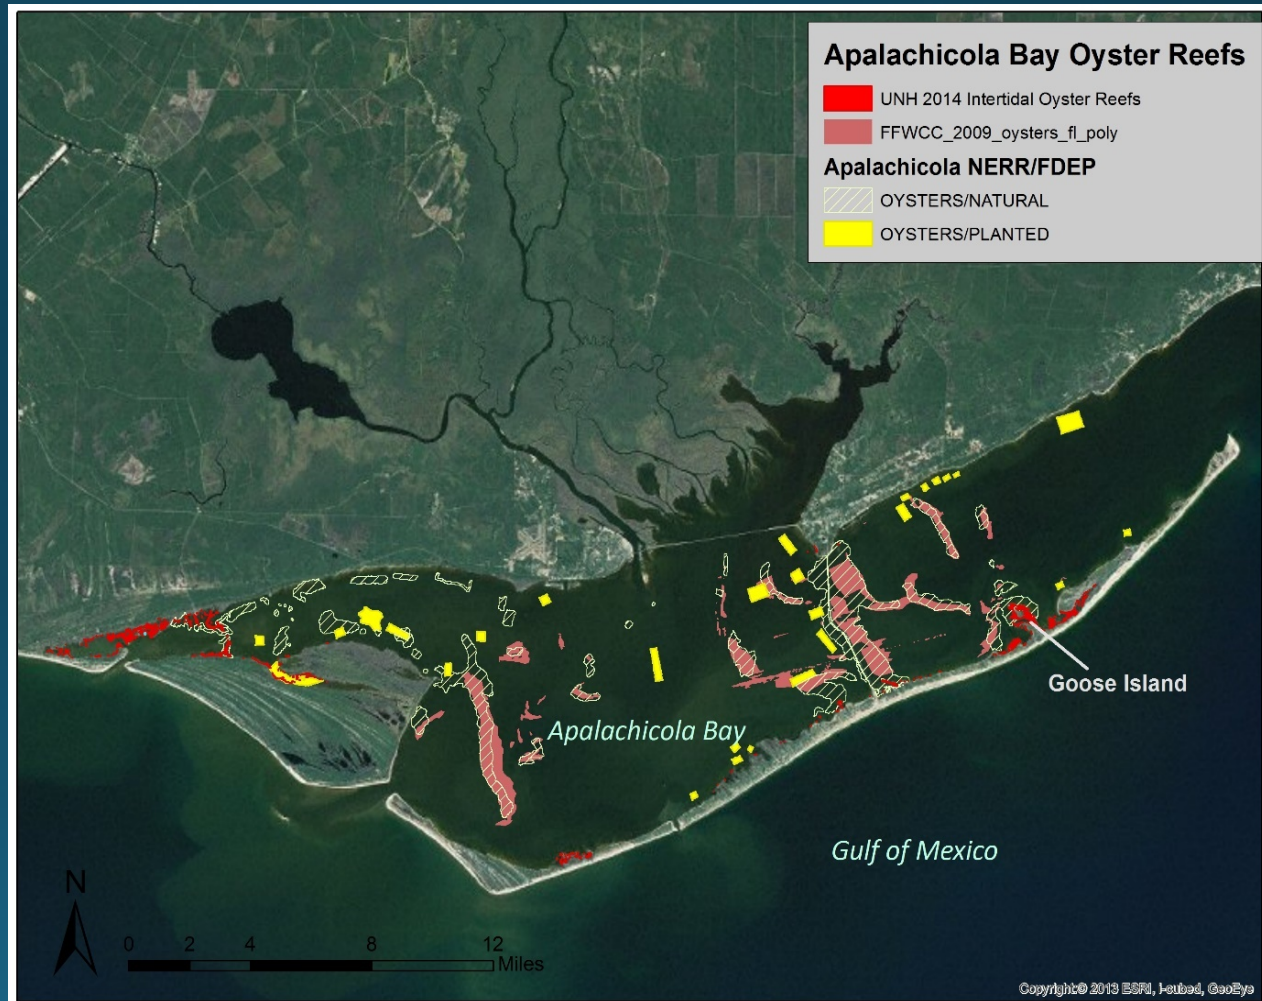 Apalachicola Bay Oyster Reefs
UNH 2014 Intertidal Oyster Reefs
FFWCC_2009_oysters_fl_poly
Apalachicola NERR/FDEP
OYSTERS/NATURAL
OYSTERS/PLANTED
Goose Island
Apalachicola Bay
Gulf of Mexico
N
0 2 4 8 12
Miles
Copyright:© 2013 ESRI, i-cubed, GeoEye